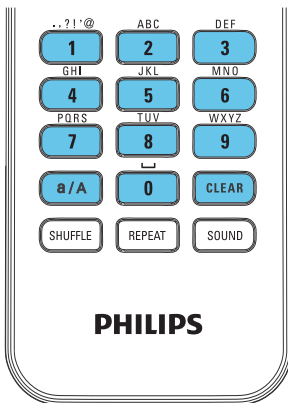 .,?!'@ ABC DEF
1 2 3
GHI JKL MNO
4 5 6
PQRS TUV WXYZ
7 8 9
a/A 0 CLEAR
SHUFFLE REPEAT SOUND
PHILIPS